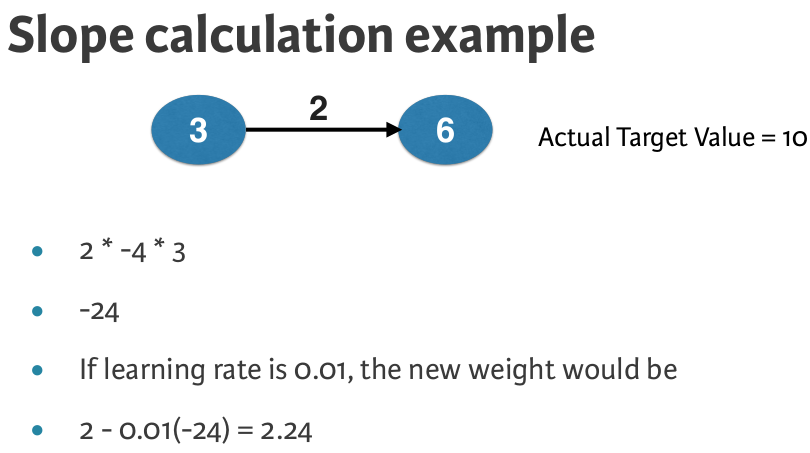 Slope calculation example
2
3
6
Actual Target Value = 10
• 2 * -4 * 3
• -24
• If learning rate is 0.01, the new weight would be
• 2 - 0.01(-24) = 2.24